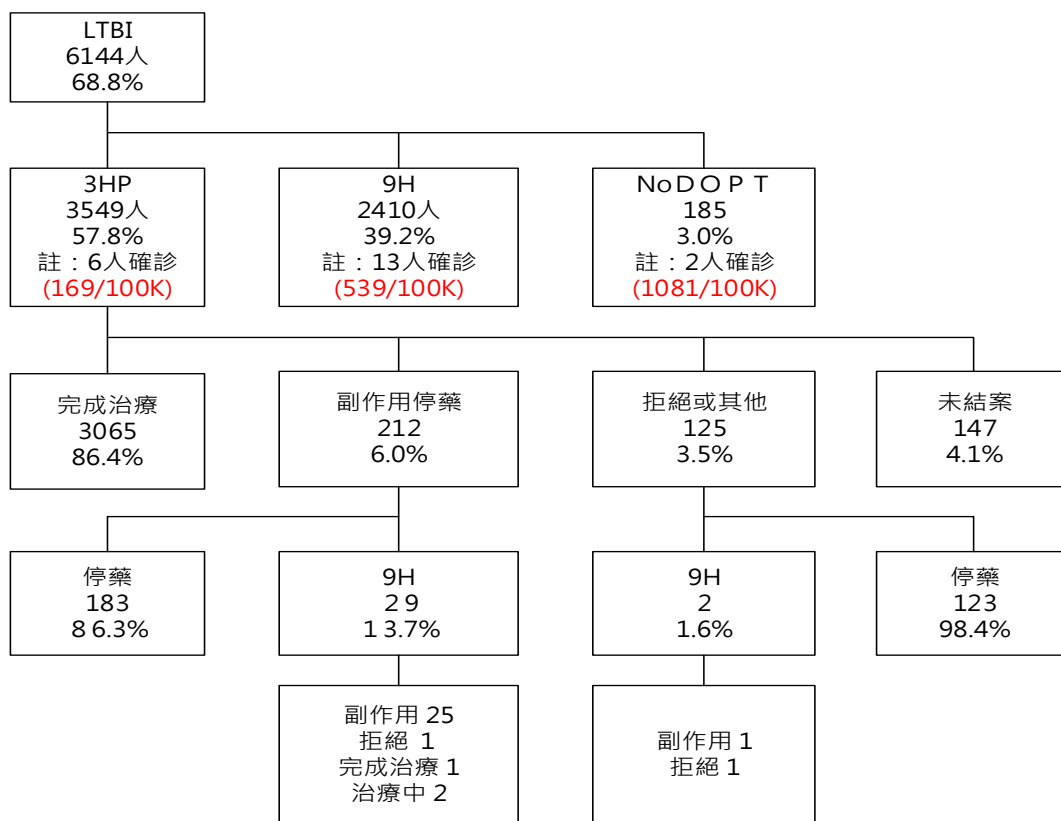 LTBI
6144人
68.8%
3HP
3549人
57.8%
註：6人確診
(169/100K)
9H
2410人
39.2%
註：13人確診
(539/100K)
NoＤＯＰＴ
185
3.0%
註：2人確診
(1081/100K)
完成治療
3065
86.4%
副作用停藥
212
6.0%
拒絕或其他
125
3.5%
未結案
147
4.1%
停藥
183
8 6.3%
9H
2 9
1 3.7%
9H
2
1.6%
停藥
123
98.4%
副作用 25
拒絕 1
完成治療 1
治療中 2
副作用 1
拒絕 1